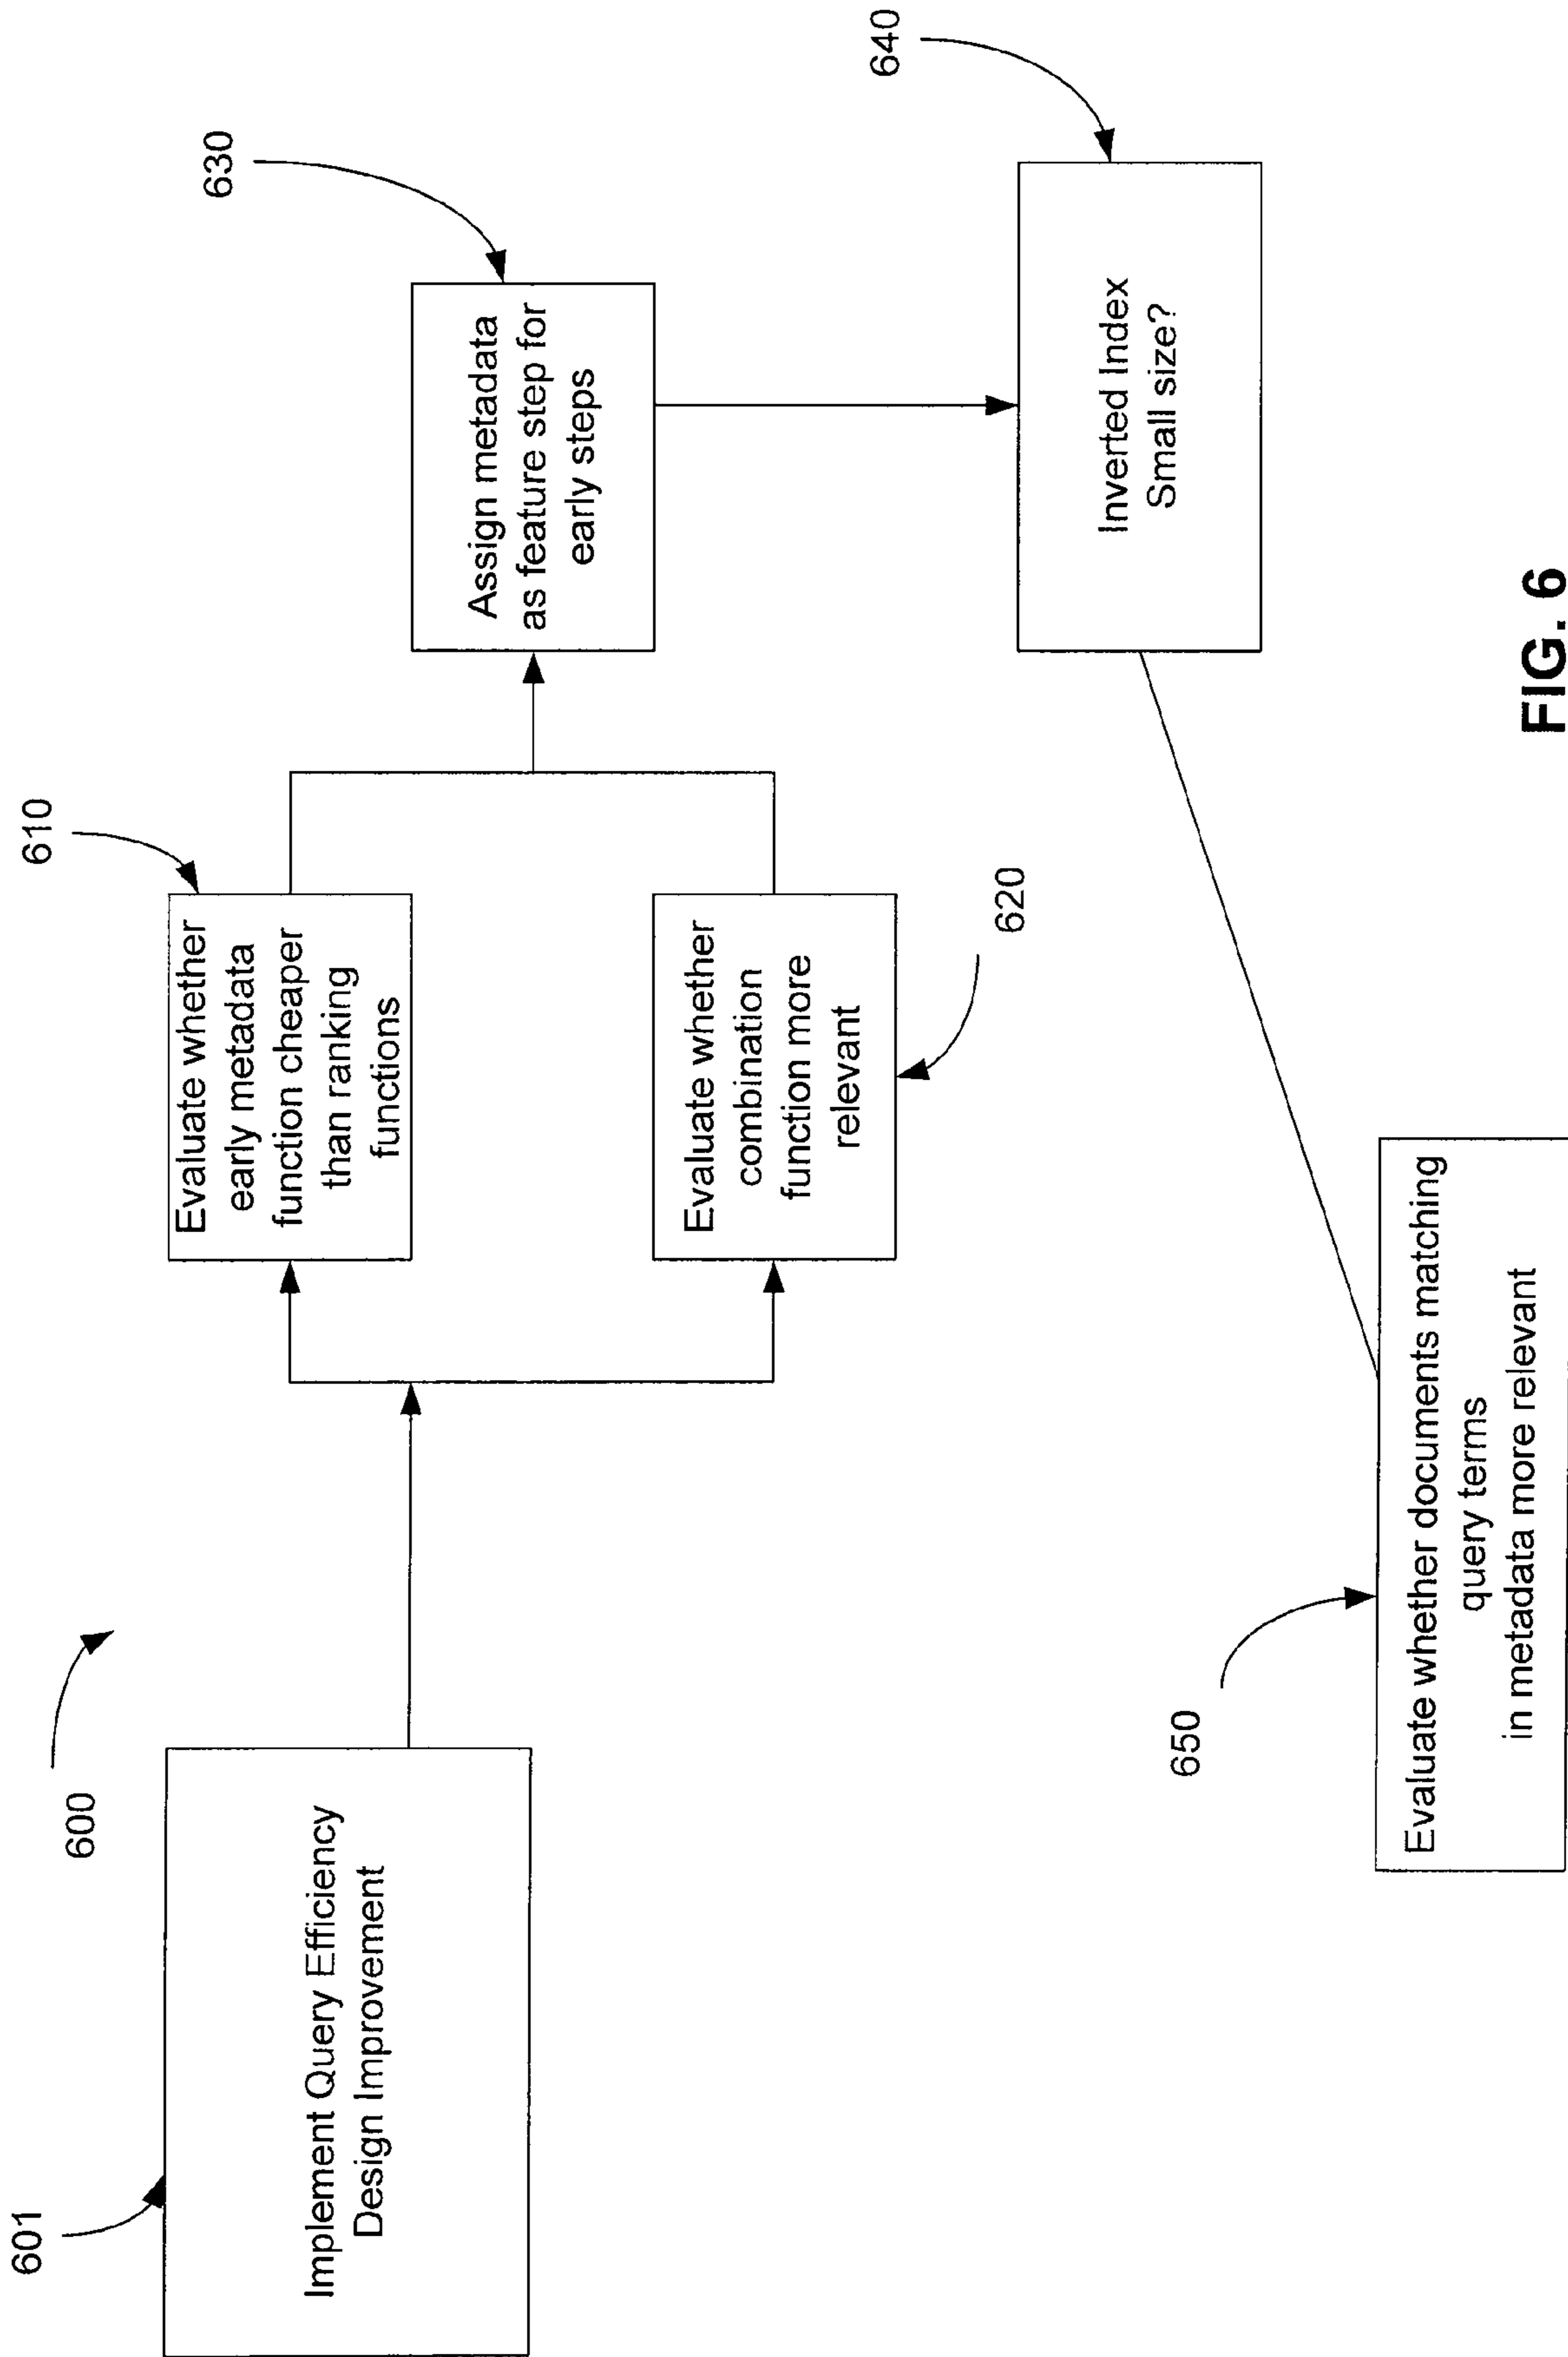 601
600
Implement Query Efficiency
Design Improvement
610
Evaluate whether
early metadata
function cheaper
than ranking
functions
Evaluate whether
combination
function more
relevant
620
630
Assign metadata
as feature step for
early steps
640
Inverted Index
Small size?
650
Evaluate whether documents matching
query terms
in metadata more relevant
FIG. 6